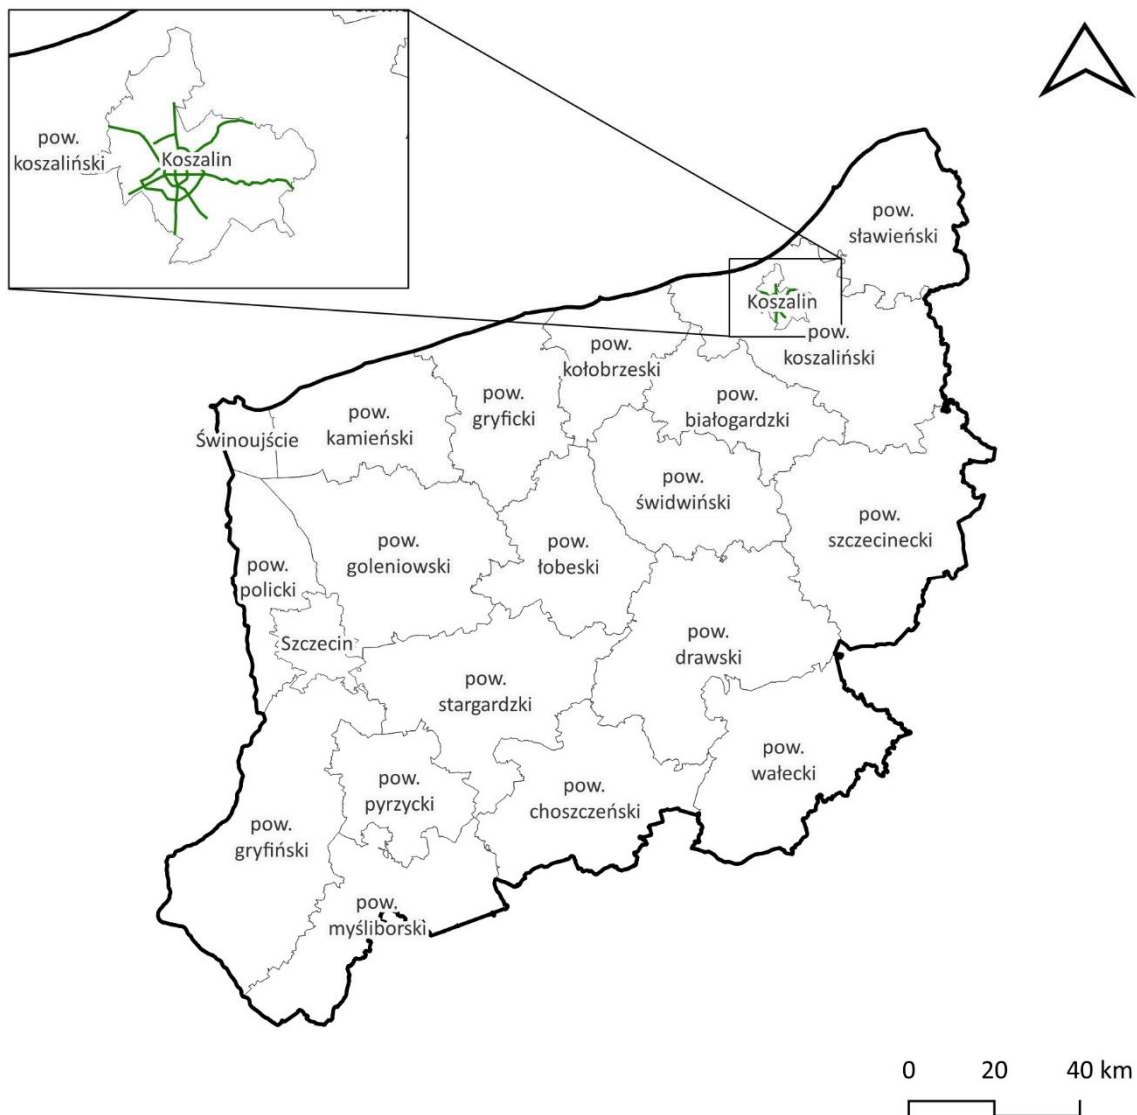 pow.
koszaliński
Koszalin
pow.
sławieński
Koszalin
pow.
koszaliński
pow.
kołobrzeski
pow.
gryficki
pow.
białogardzki
pow.
kamieński
Świnoujście
pow.
świdwiński
pow.
szczecinecki
pow.
goleniowski
pow.
łobeski
pow.
policki
Szczecin
pow.
drawski
pow.
stargardzki
pow.
wałecki
pow.
pyrzycki
pow.
choszczeński
pow.
gryfiński
pow.
myśliborski
0 20 40 km